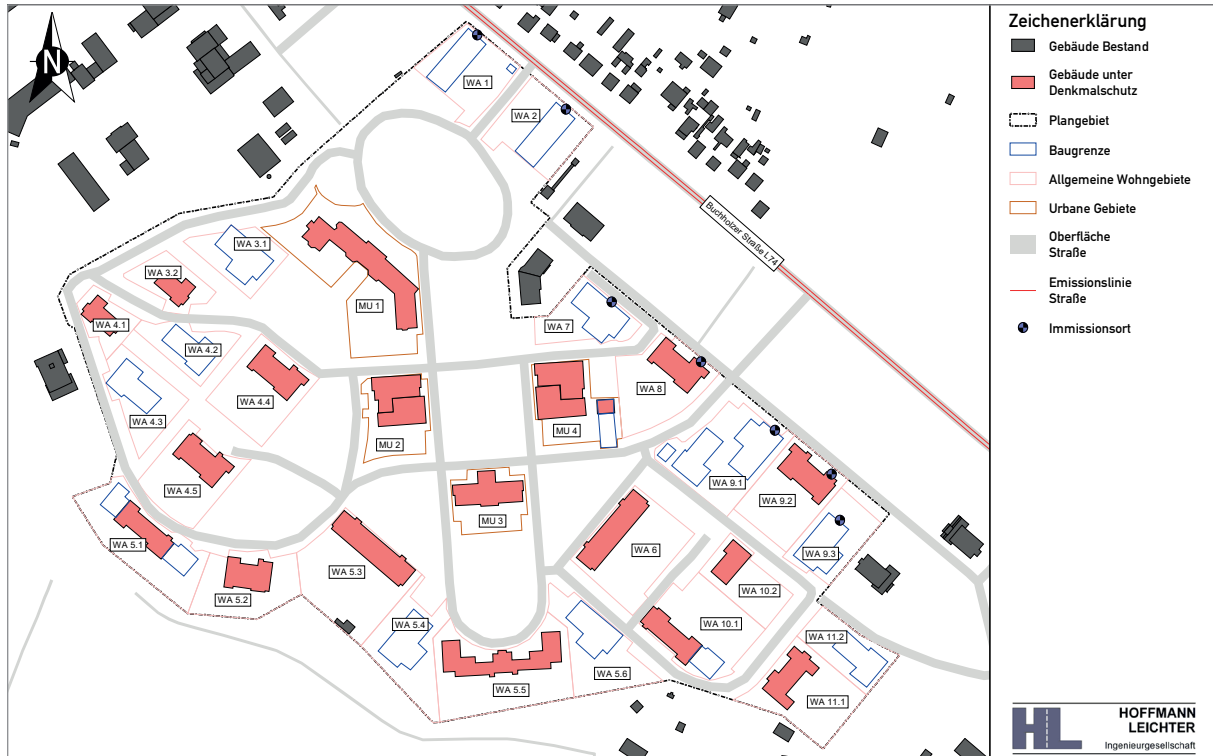 N
WA 1
WA 2
Buchholzer Straße L74
WA 3.1
WA 3.2
MU 1
WA 4.1
WA 7
WA 4.2
WA 8
WA 4.4
WA 4.3
MU 2
MU 4
WA 4.5
WA 9.1
WA 9.2
MU 3
WA 5.1
WA 6
WA 9.3
WA 5.3
WA 10.2
WA 5.2
WA 5.4
WA 10.1
WA 11.2
WA 5.6
WA 5.5
WA 11.1
Zeichenerklärung
Gebäude Bestand
Gebäude unter
Denkmalschutz
Plangebiet
Baugrenze
Allgemeine Wohngebiete
Urbane Gebiete
Oberfläche
Straße
Emissionslinie
Straße
Immissionsort
HL
HOFFMANN
LEICHTER
Ingenieurgesellschaft